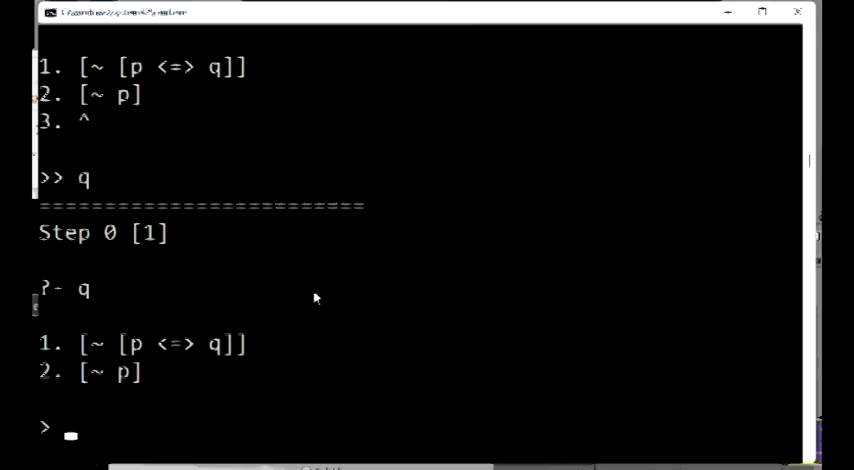 1. [~ [p <=> q]]
2. [~ p]
3. ^
>> q
=========================
Step 0 [1]
?- q
1. [~ [p <=> q]]
2. [~ p]
>